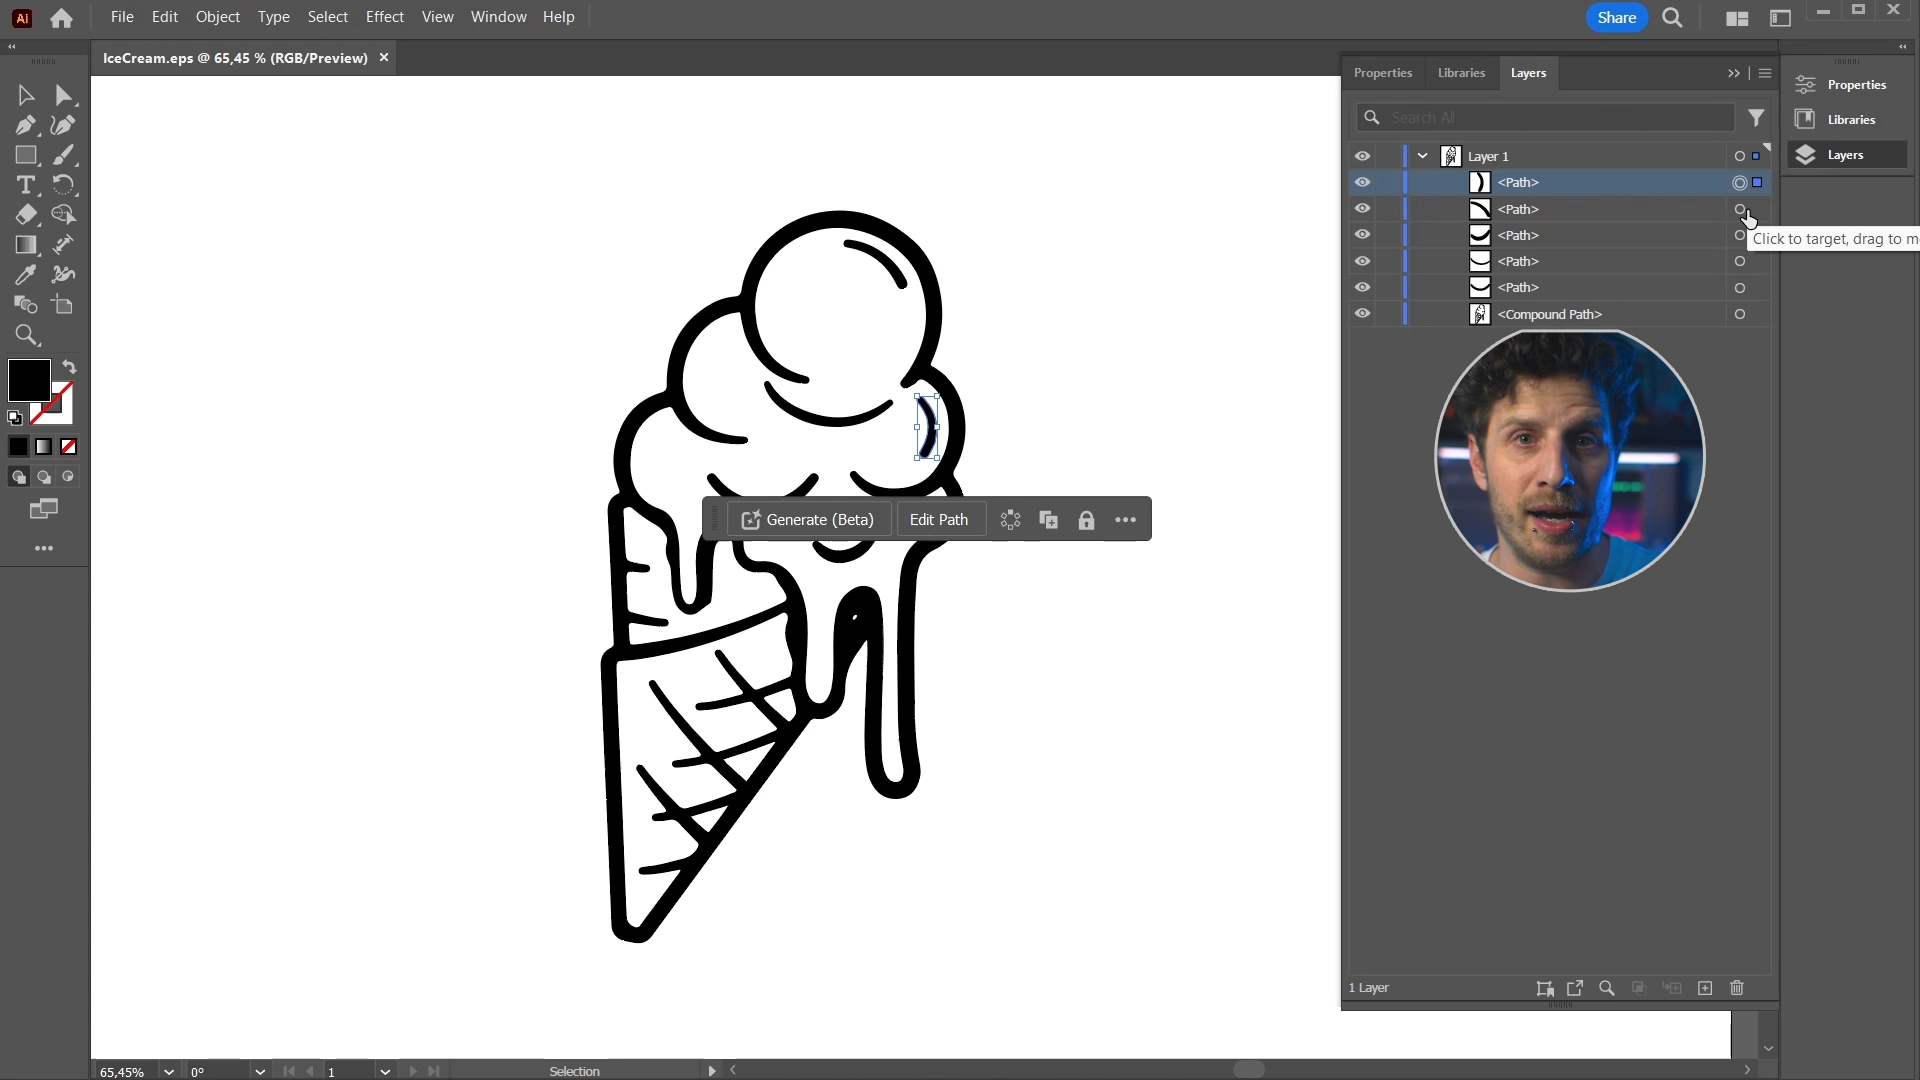 Ai
File Edit Object Type Select Effect View Window Help
Share
IceCream.eps @ 65,45 % (RGB/Preview)
Properties Libraries Layers
Properties
Libraries
Layers
Search All
Layer 1
<Path>
<Path>
Click to target, drag to m
<Path>
<Path>
<Path>
<Compound Path>
Generate (Beta) Edit Path
T
1 Layer
65,45% 0° 1 Selection